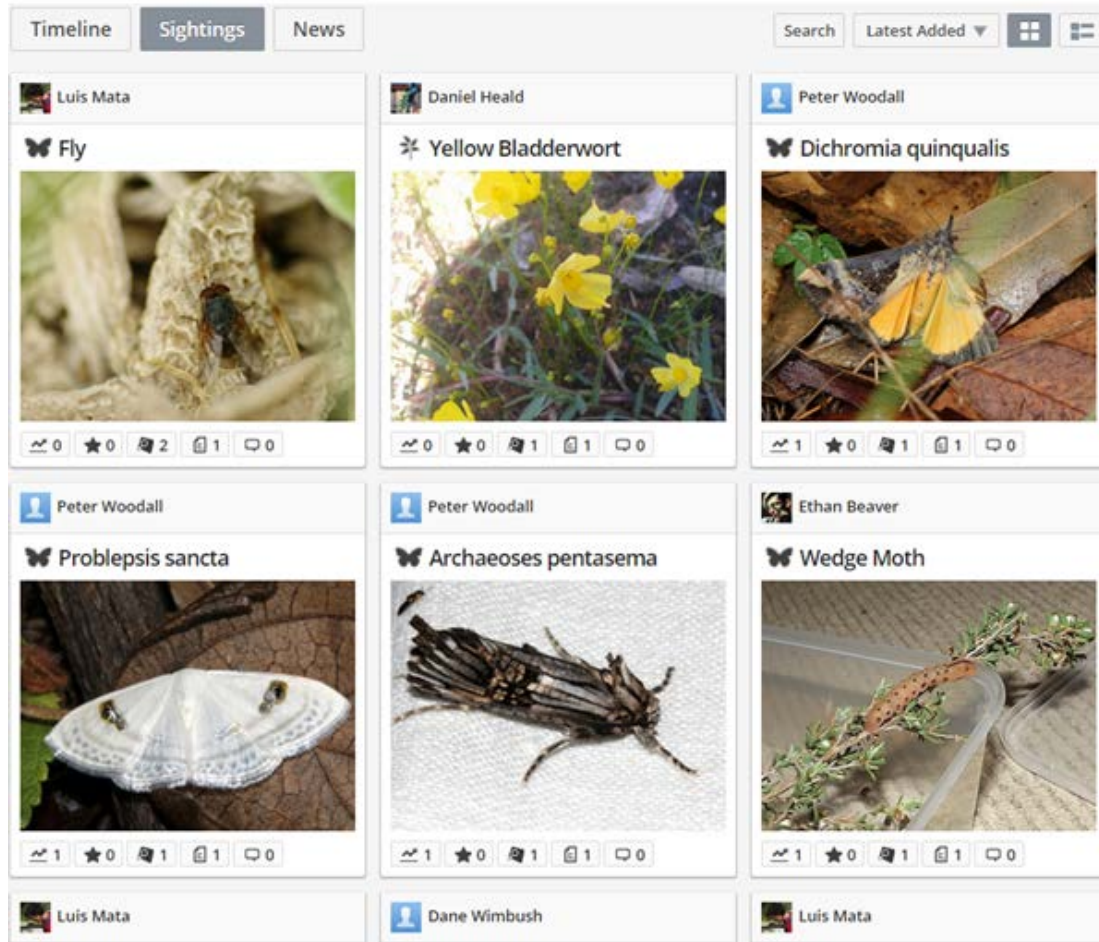 Timeline Sightings News Search Latest Added
Luis Mata
Fly
0 0 2 1 0
Daniel Heald
Yellow Bladderwort
0 0 1 1 0
Peter Woodall
Dichromia quinqualis
1 0 1 1 0
Peter Woodall
Problepsis sancta
1 0 1 1 0
Peter Woodall
Archaeoses pentasema
1 0 1 1 0
Ethan Beaver
Wedge Moth
1 0 1 1 0
Luis Mata
Dane Wimbush
Luis Mata